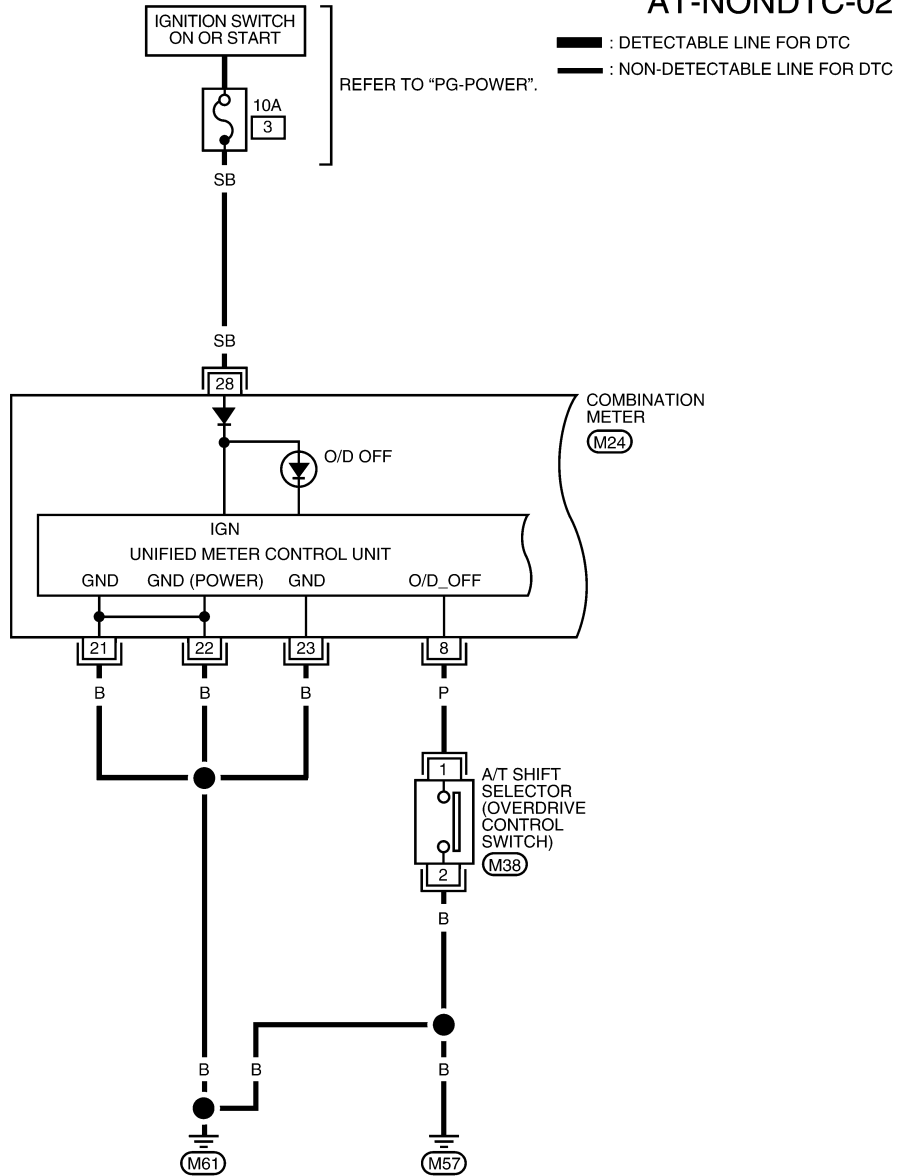 AT-NONDTC-02
IGNITION SWITCH
ON OR START
: DETECTABLE LINE FOR DTC
: NON-DETECTABLE LINE FOR DTC
REFER TO “PG-POWER”.
10A
3
SB
SB
28
COMBINATION
METER
M24
O/D OFF
IGN
UNIFIED METER CONTROL UNIT
GND GND (POWER) GND O/D_OFF
21 22 23 8
B B B P
1
A/T SHIFT
SELECTOR
(OVERDRIVE
CONTROL
SWITCH)
M38
2
B
B B B
M61 M57